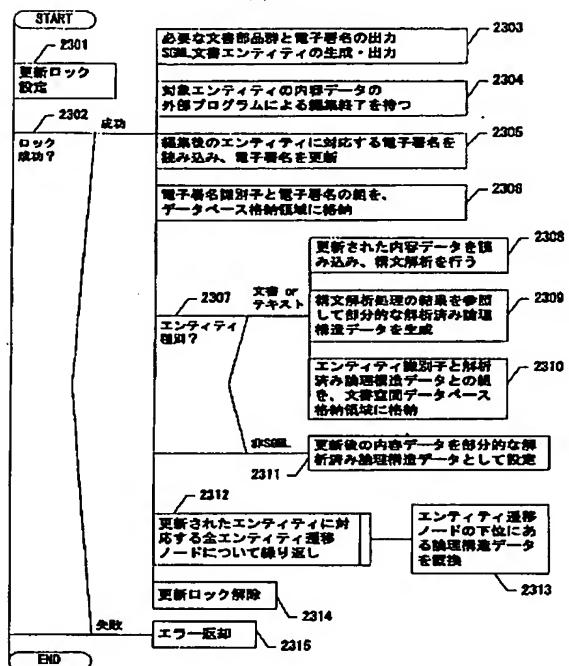 START
2301
更新ロック
設定
2302
ロック
成功?
成功
必要な文書部品群と電子署名の出力
SGML文書エンティティの生成・出力
2303
対象エンティティの内容データの
外部プログラムによる編集終了を待つ
2304
編集後のエンティティに対応する電子署名を
読み込み、電子署名を更新
2305
電子署名識別子と電子署名の組を、
データベース格納領域に格納
2306
2307
エンティティ
種別?
文書 or
テキスト
更新された内容データを読
み込み、構文解析を行う
2308
構文解析処理の結果を参照
して部分的な解析済み論理
構造データを生成
2309
エンティティ識別子と解析
済み論理構造データとの組
を、文書空間データベース
格納領域に格納
2310
非SGML
更新後の内容データを部分的な解
析済み論理構造データとして設定
2311
2312
更新されたエンティティに対
応する全エンティティ遷移
ノードについて繰り返し
エンティティ遷移
ノードの下位にあ
る論理構造データ
を置換
2313
更新ロック解除
2314
失敗
エラー返却
2315
END